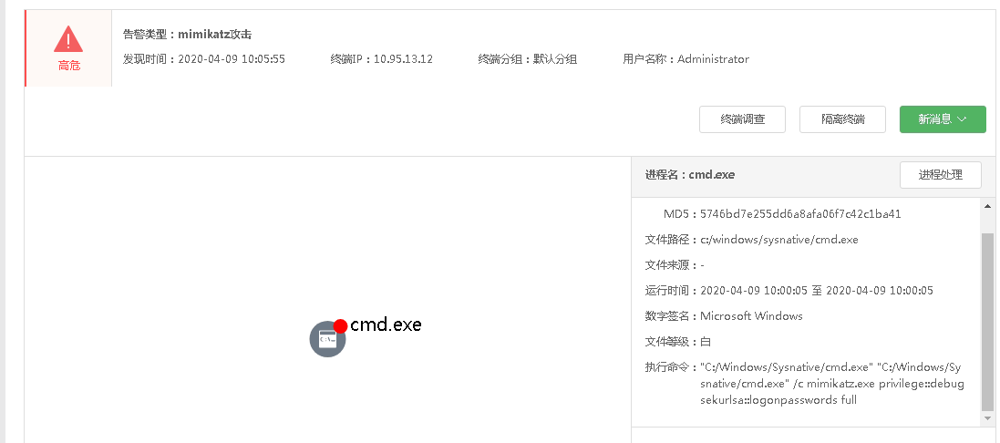 告警类型：mimikatz攻击
高危
发现时间：2020-04-09 10:05:55 终端IP：10.95.13.12 终端分组：默认分组 用户名称：Administrator
终端调查 隔离终端 新消息
进程名：cmd.exe 进程处理
MD5：5746bd7e255dd6a8afa06f7c42c1ba41
文件路径：c:/windows/sysnative/cmd.exe
文件来源：-
运行时间：2020-04-09 10:00:05 至 2020-04-09 10:00:05
数字签名：Microsoft Windows
文件等级：白
执行命令："C:/Windows/Sysnative/cmd.exe" "C:/Windows/Sy
snative/cmd.exe" /c mimikatz.exe privilege::debug
sekurlsa::logonpasswords full
cmd.exe
C:\_